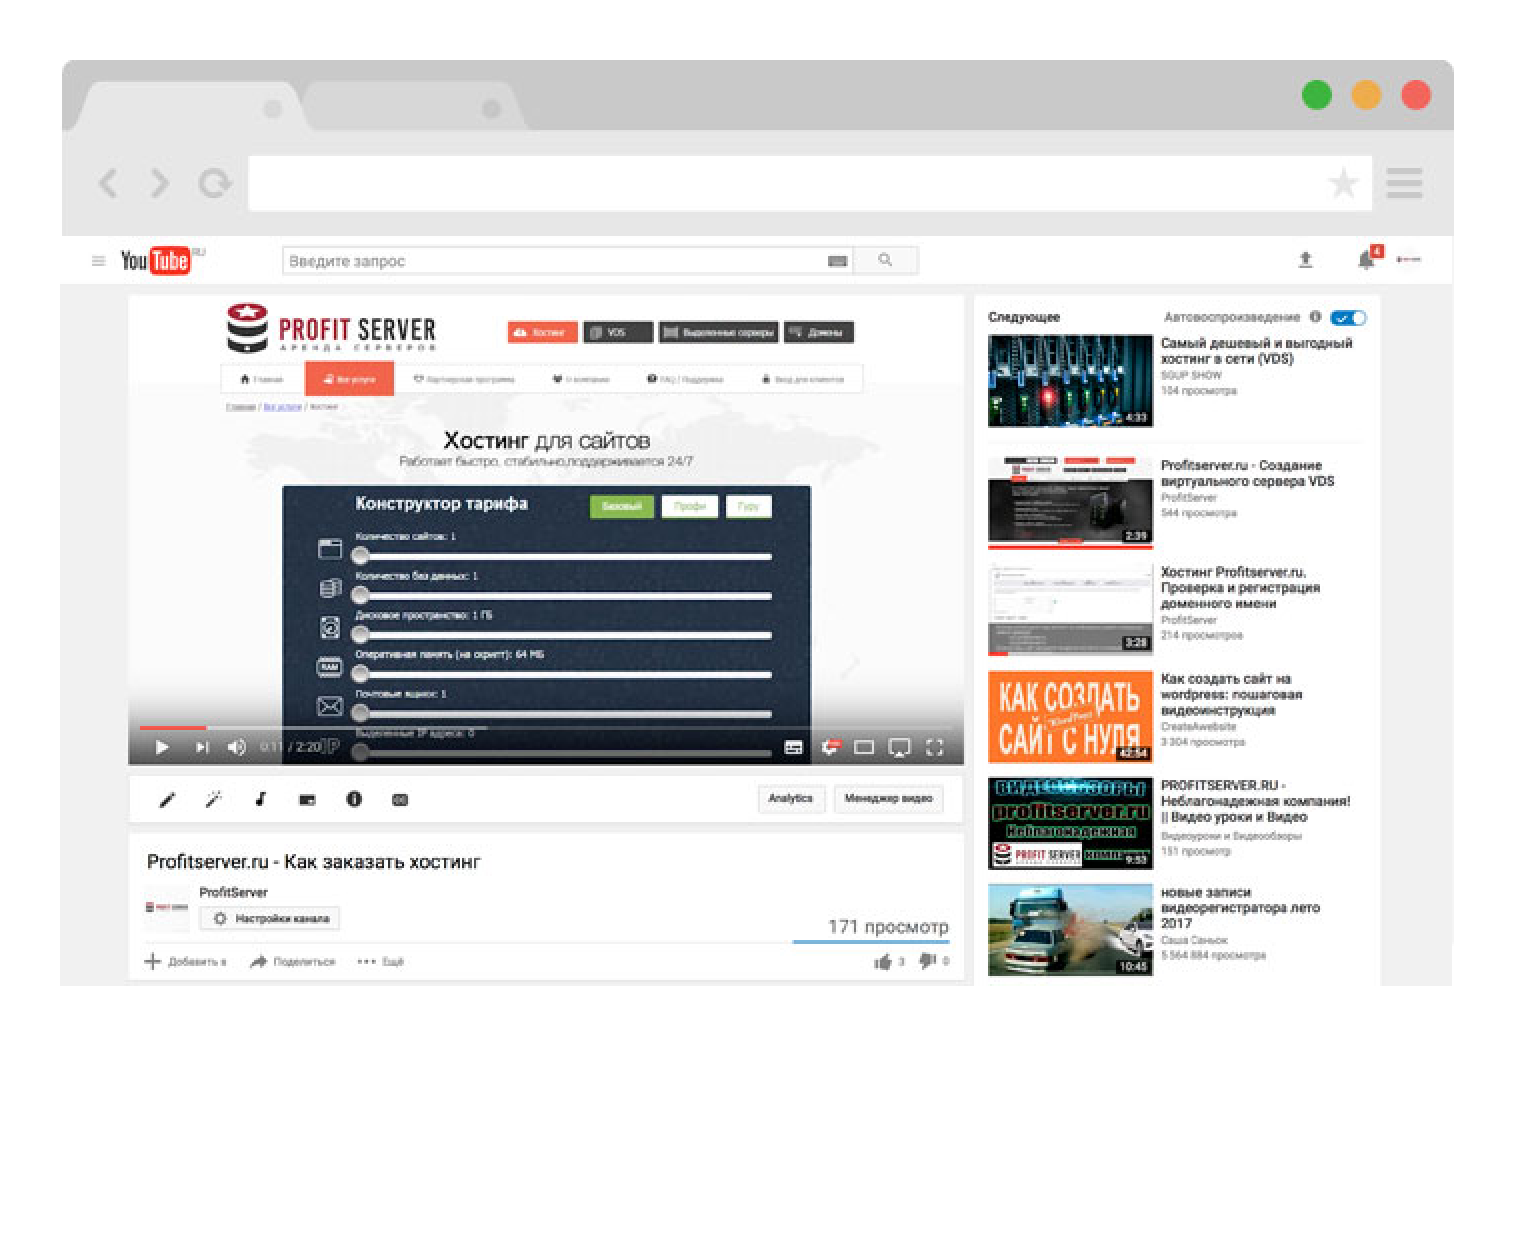 YouTube RU
Введите запрос
4
PROFIT SERVER
АРЕНДА СЕРВЕРОВ
Хостинг
VDS
Выделенные серверы
Домены
Главная
Все услуги
Партнерская программа
О компании
FAQ / Поддержка
Вход для клиентов
Главная / Все услуги / Хостинг
Хостинг для сайтов
Работает быстро, стабильно,поддерживается 24/7
Конструктор тарифа
Базовый
Профи
Гуру
Количество сайтов: 1
Количество баз данных: 1
Дисковое пространство: 1 ГБ
Оперативная память (на скрипт): 64 МБ
RAM
Почтовые ящики: 1
Выделенные IP адреса: 0
IP
0:11 / 2:20
Analytics
Менеджер видео
Profitserver.ru - Как заказать хостинг
ProfitServer
Настройки канала
171 просмотр
Добавить в
Поделиться
Ещё
3
0
Следующее
Автовоспроизведение
Самый дешевый и выгодный
хостинг в сети (VDS)
SGUP SHOW
104 просмотра
4:33
Profitserver.ru - Создание
виртуального сервера VDS
ProfitServer
544 просмотра
2:39
Хостинг Profitserver.ru.
Проверка и регистрация
доменного имени
ProfitServer
214 просмотров
3:28
КАК СОЗДАТЬ
WordPress
САЙТ С НУЛЯ
42:54
Как создать сайт на
wordpress: пошаговая
видеоинструкция
CreateAwebsite
3 304 просмотра
ВИДЕООБЗОРЫ
profitserver.ru
Неблагонадежная
PROFIT SERVER
9:53
PROFITSERVER.RU -
Неблагонадежная компания!
|| Видео уроки и Видео
Видеоуроки и Видеообзоры
151 просмотр
10:45
новые записи
видеорегистратора лето
2017
Саша Саньок
5 564 884 просмотра